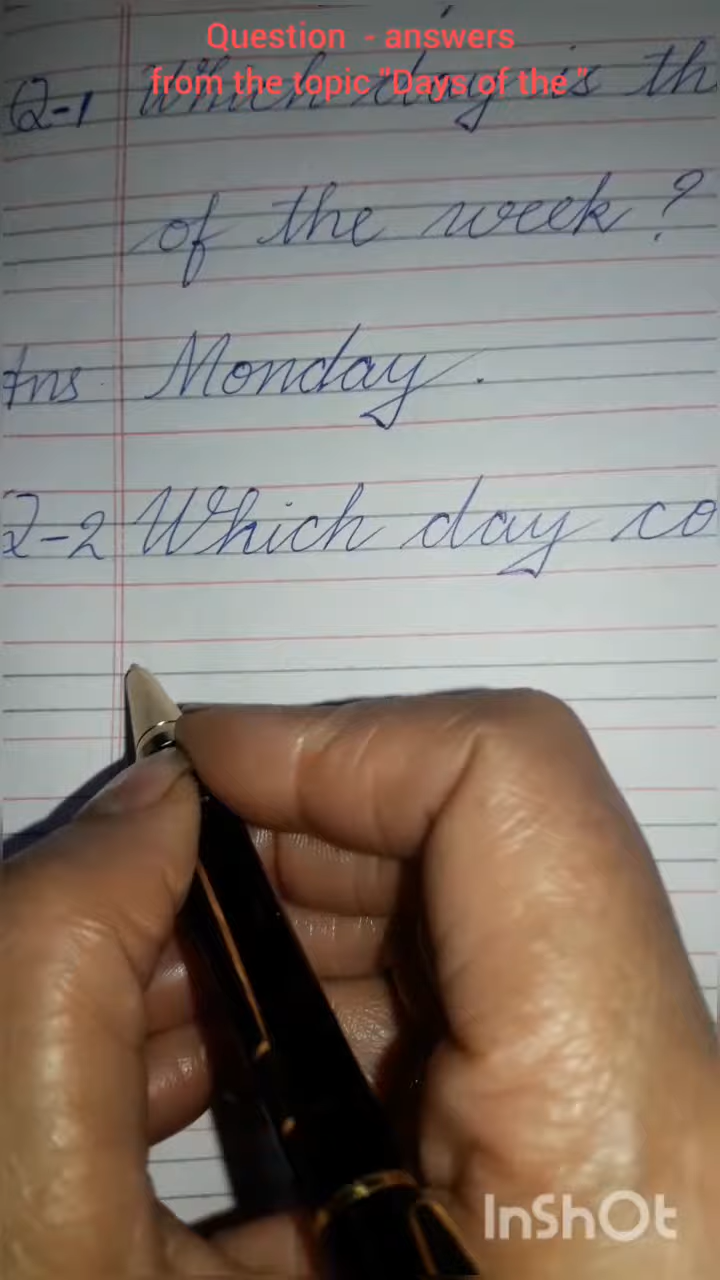 Question - answers
from the topic "Days of the "
Q-1 Which day is th
of the week ?
Ans Monday.
Q-2 Which day co
InShOt